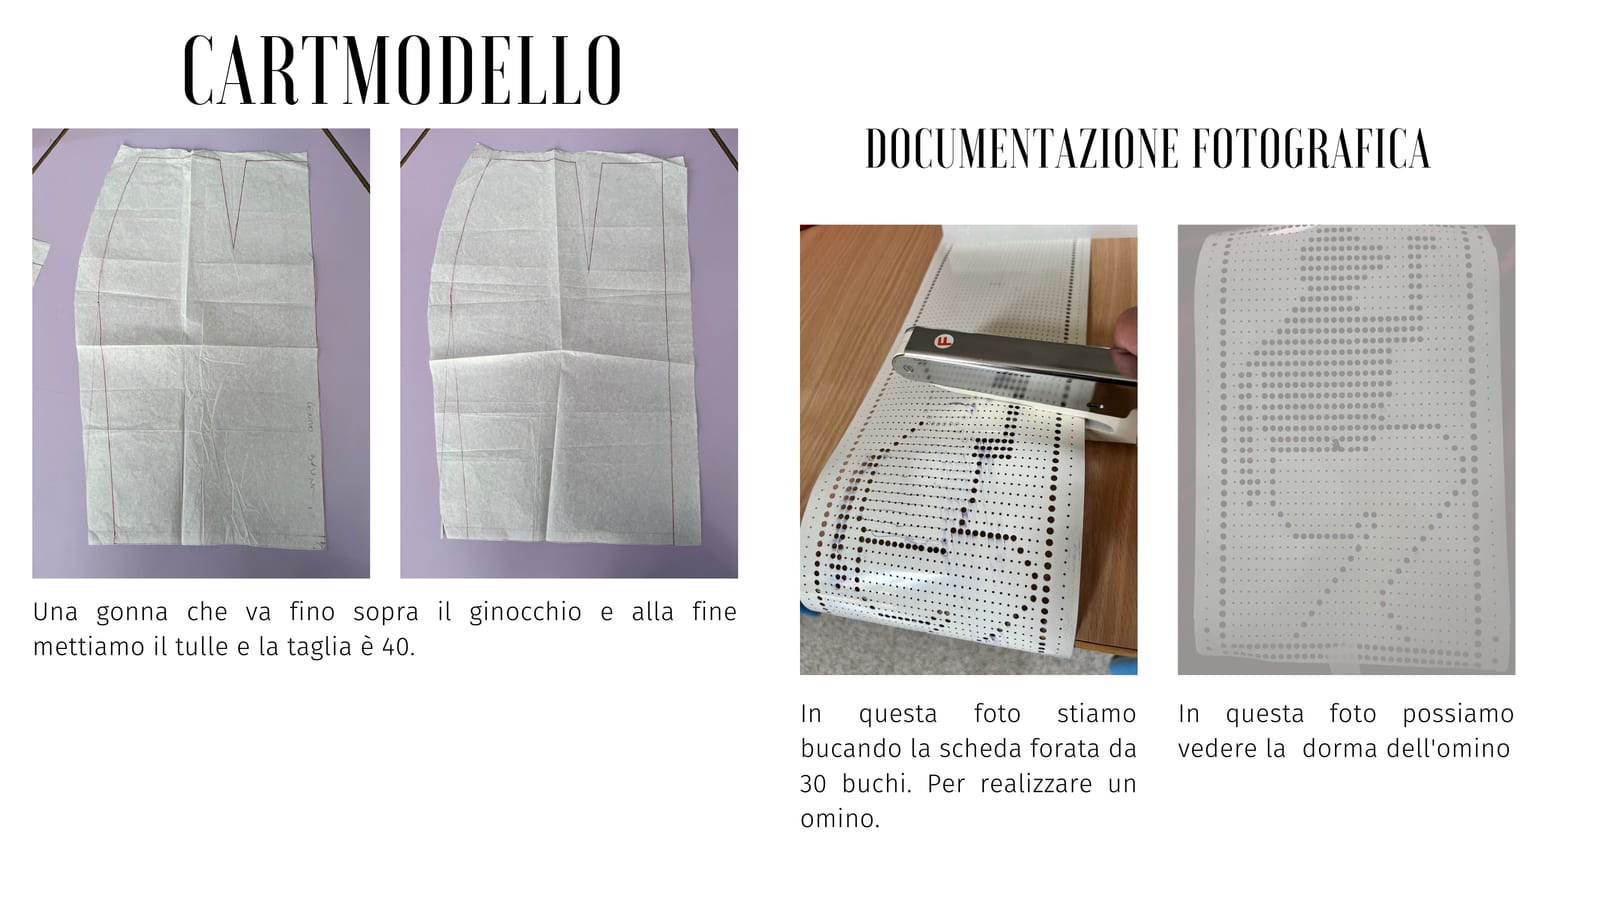 CARTMODELLO
Una gonna che va fino sopra il ginocchio e alla fine
mettiamo il tulle e la taglia è 40.
DOCUMENTAZIONE FOTOGRAFICA
F
In questa foto stiamo
bucando la scheda forata da
30 buchi. Per realizzare un
omino.
In questa foto possiamo
vedere la dorma dell'omino